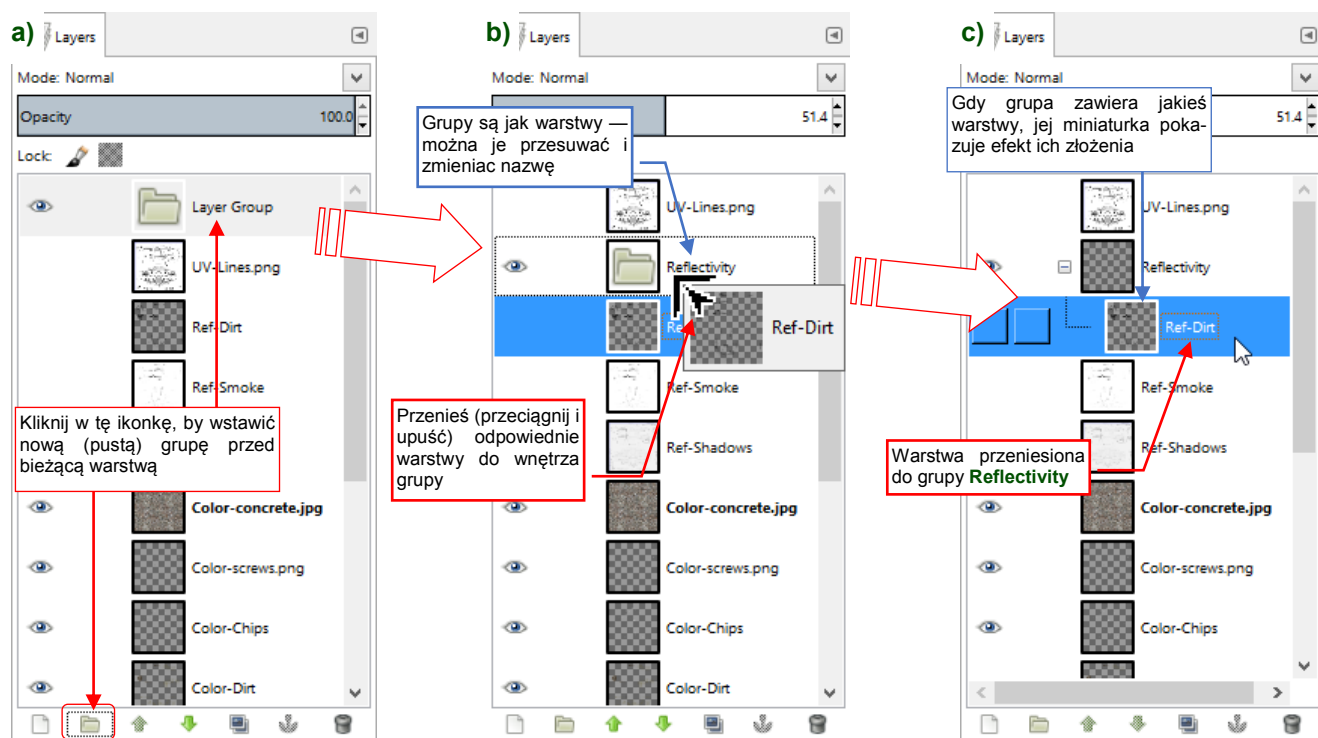 a)
Layers
Mode: Normal
Opacity 100.0
Lock:
Layer Group
UV-Lines.png
Ref-Dirt
Ref-Smoke
Kliknij w tę ikonkę, by wstawić
nową (pustą) grupę przed
bieżącą warstwą
Color-concrete.jpg
Color-screws.png
Color-Chips
Color-Dirt
b)
Layers
Mode: Normal
51.4
Grupy są jak warstwy —
można je przesuwać i
zmieniac nazwę
UV-Lines.png
Reflectivity
Re
Ref-Dirt
Ref-Smoke
Przenieś (przeciągnij i
upuść) odpowiednie
warstwy do wnętrza
grupy
Ref-Shadows
Color-concrete.jpg
Color-screws.png
Color-Chips
Color-Dirt
c)
Layers
Mode: Normal
51.4
Gdy grupa zawiera jakieś
warstwy, jej miniaturka poka-
zuje efekt ich złożenia
UV-Lines.png
Reflectivity
Ref-Dirt
Ref-Smoke
Ref-Shadows
Warstwa przeniesiona
do grupy Reflectivity
Color-concrete.jpg
Color-screws.png
Color-Chips